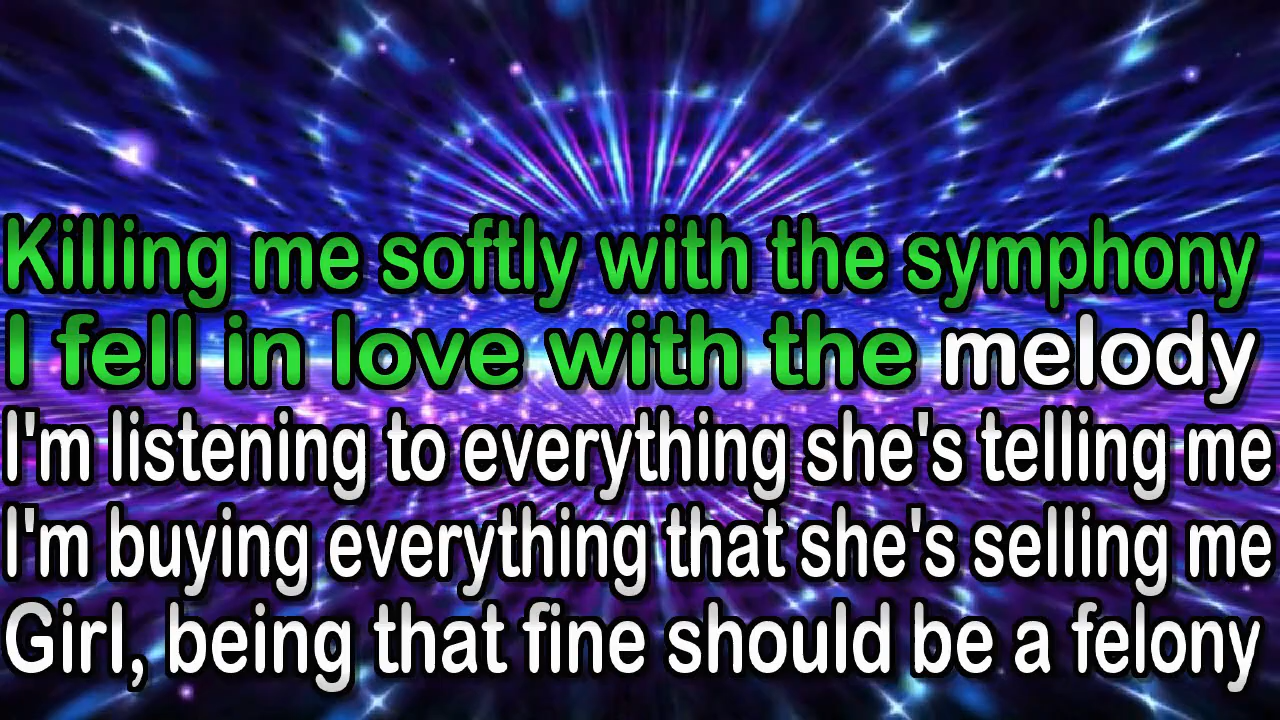 Killing me softly with the symphony
I fell in love with the melody
I'm listening to everything she's telling me
I'm buying everything that she's selling me
Girl, being that fine should be a felony